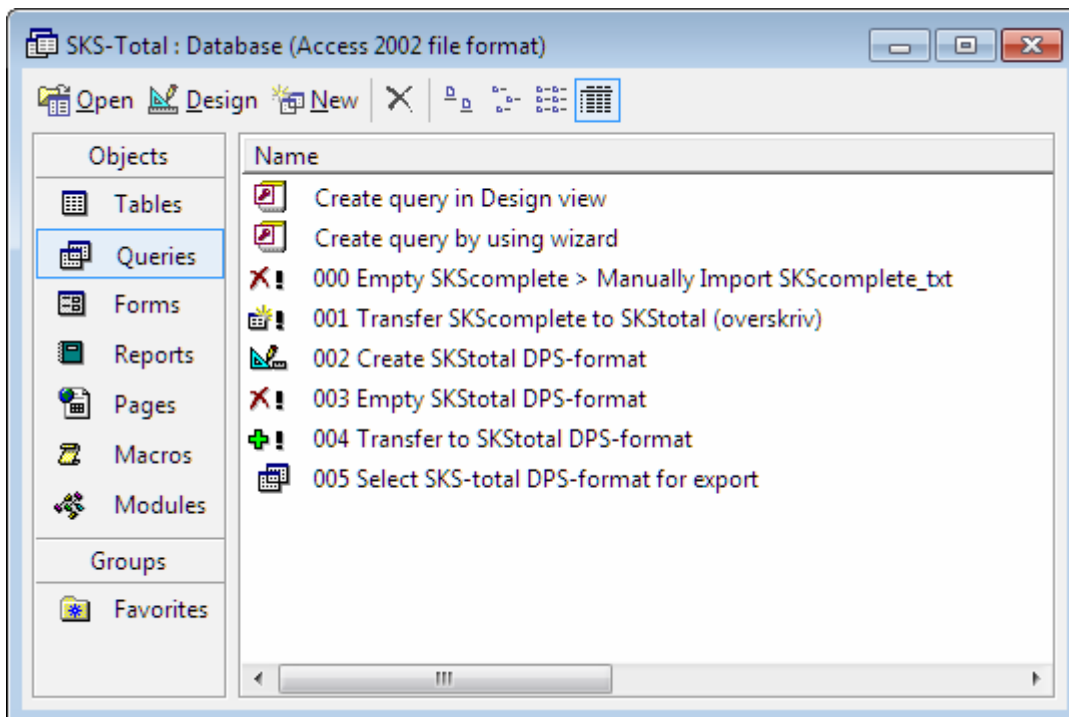 SKS-Total : Database (Access 2002 file format)
Open Design New
Objects
Tables
Queries
Forms
Reports
Pages
Macros
Modules
Groups
Favorites
Name
Create query in Design view
Create query by using wizard
000 Empty SKScomplete > Manually Import SKScomplete_txt
001 Transfer SKScomplete to SKStotal (overskriv)
002 Create SKStotal DPS-format
003 Empty SKStotal DPS-format
004 Transfer to SKStotal DPS-format
005 Select SKS-total DPS-format for export